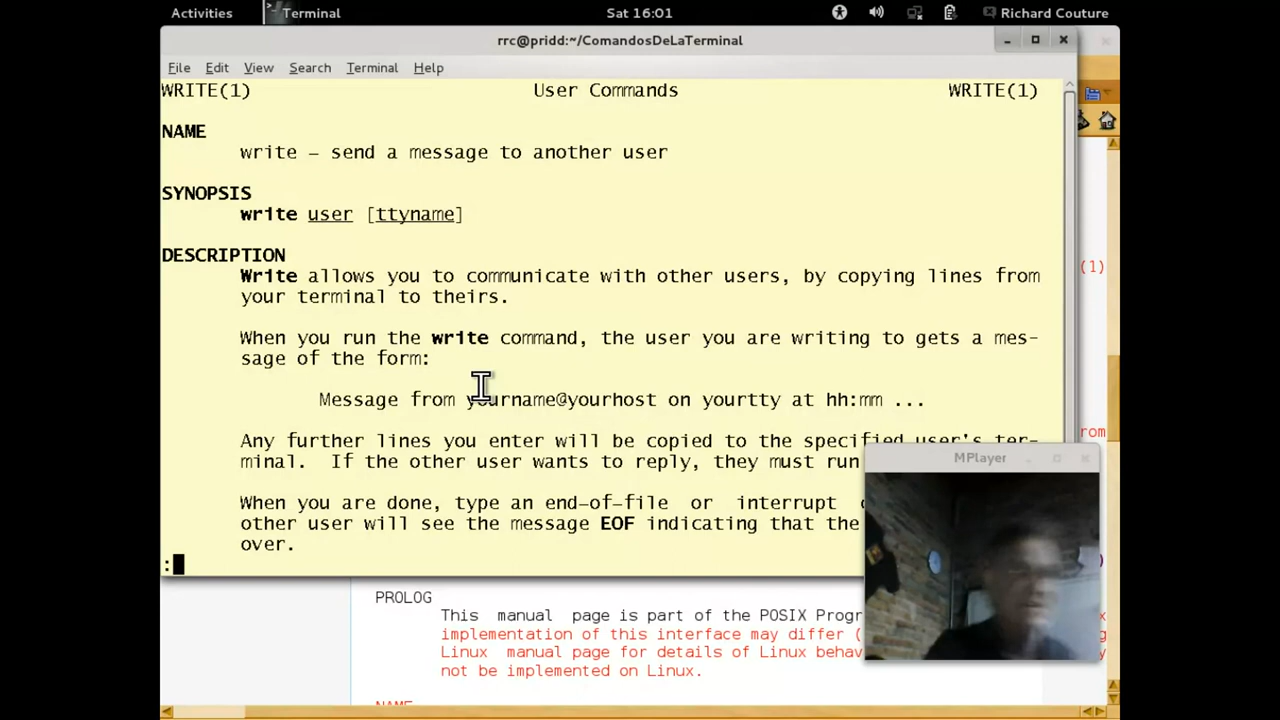 Activities Terminal Sat 16:01 Richard Couture
rrc@pridd:~/ComandosDeLaTerminal
File Edit View Search Terminal Help
WRITE(1) User Commands WRITE(1)
NAME
write – send a message to another user
SYNOPSIS
write user [ttyname]
DESCRIPTION
Write allows you to communicate with other users, by copying lines from
your terminal to theirs.
When you run the write command, the user you are writing to gets a mes-
sage of the form:
Message from yourname@yourhost on yourtty at hh:mm ...
Any further lines you enter will be copied to the specified user's ter-
minal. If the other user wants to reply, they must run
When you are done, type an end-of-file or interrupt
other user will see the message EOF indicating that the
over.
:
MPlayer
(1)
rom
PROLOG
This manual page is part of the POSIX Prog
implementation of this interface may differ (
Linux manual page for details of Linux behav
not be implemented on Linux.
NAME